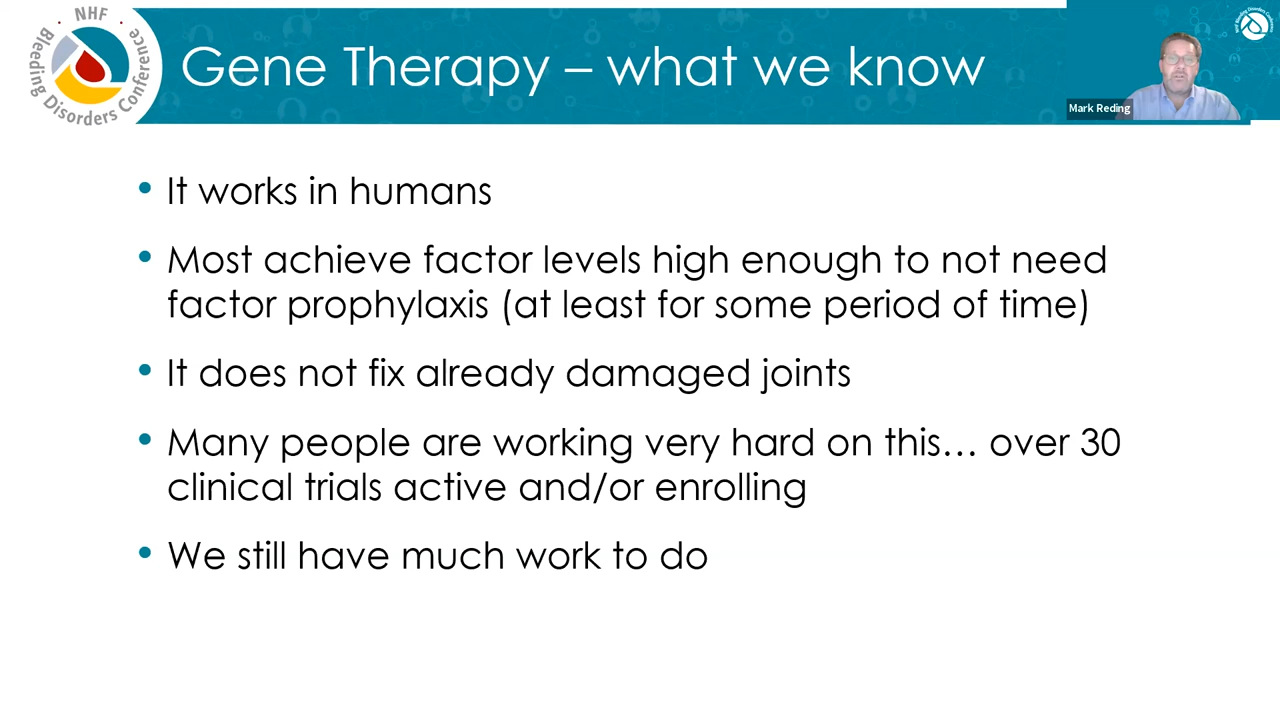 NHF
Bleeding Disorders Conference
Gene Therapy – what we know
Mark Reding
• It works in humans
• Most achieve factor levels high enough to not need
factor prophylaxis (at least for some period of time)
• It does not fix already damaged joints
• Many people are working very hard on this… over 30
clinical trials active and/or enrolling
• We still have much work to do